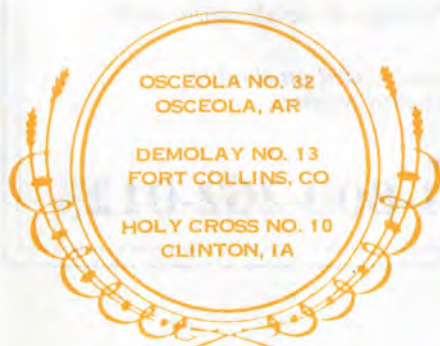 OSCEOLA NO. 32
OSCEOLA, AR
DEMOLAY NO. 13
FORT COLLINS, CO
HOLY CROSS NO. 10
CLINTON, IA